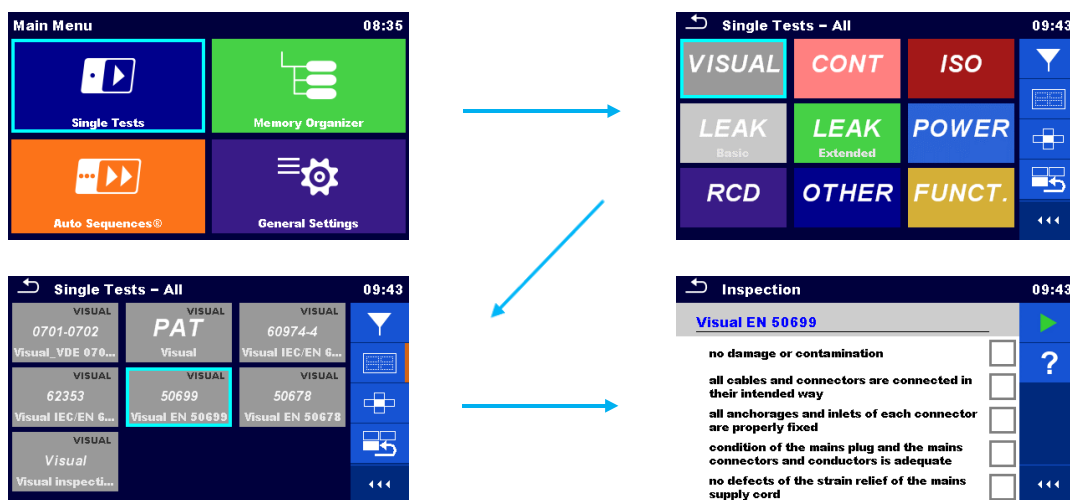 Main Menu 08:35
Single Tests
Memory Organizer
Auto Sequences®
General Settings
Single Tests – All 09:43
VISUAL CONT ISO
LEAK LEAK POWER
Basic Extended
RCD OTHER FUNCT.
Single Tests – All 09:43
VISUAL VISUAL VISUAL
0701-0702 PAT 60974-4
Visual_VDE 070... Visual Visual IEC/EN 6...
VISUAL VISUAL VISUAL
62353 50699 50678
Visual IEC/EN 6... Visual EN 50699 Visual EN 50678
VISUAL
Visual
Visual inspecti...
Inspection 09:43
Visual EN 50699
no damage or contamination
all cables and connectors are connected in
their intended way
all anchorages and inlets of each connector
are properly fixed
condition of the mains plug and the mains
connectors and conductors is adequate
no defects of the strain relief of the mains
supply cord
?